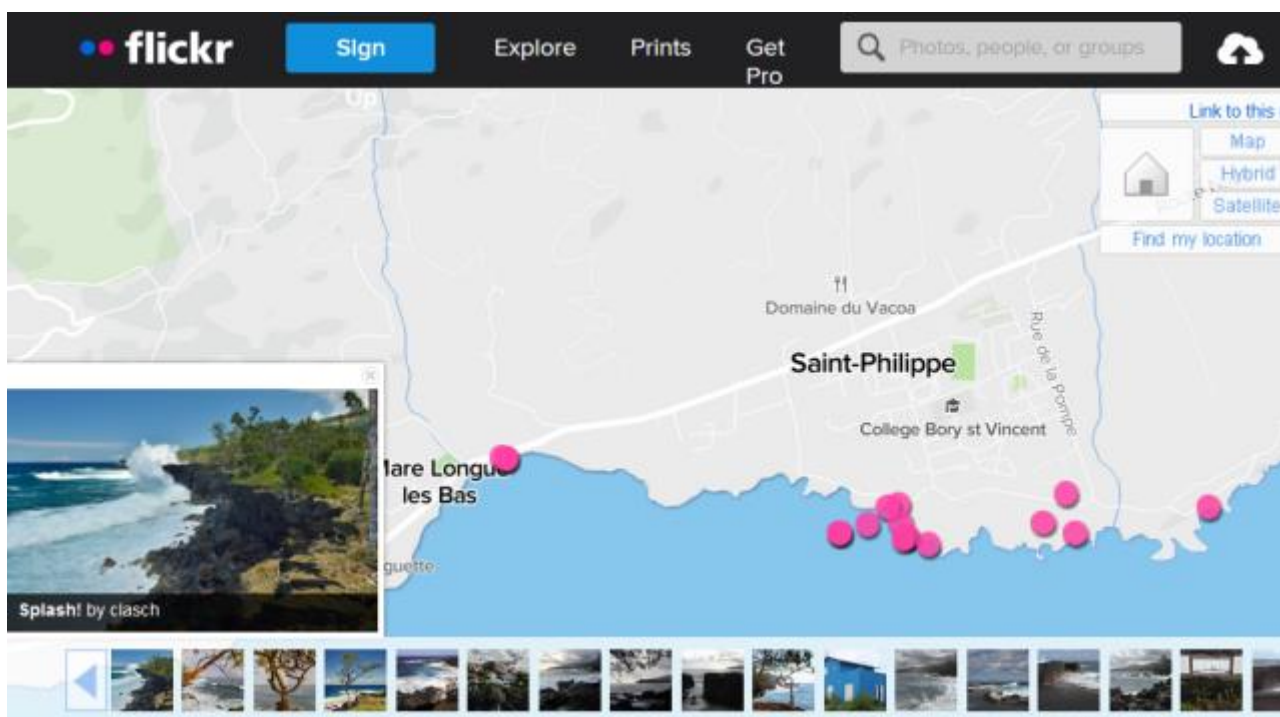 flickr
Sign
Up
Explore
Prints
Get
Pro
Photos, people, or groups
Link to this
Map
Hybrid
Satellite
Find my location
Domaine du Vacoa
Saint-Philippe
Rue de la Pompe
College Bory st Vincent
Mare Longue
les Bas
guette
Splash! by clasch